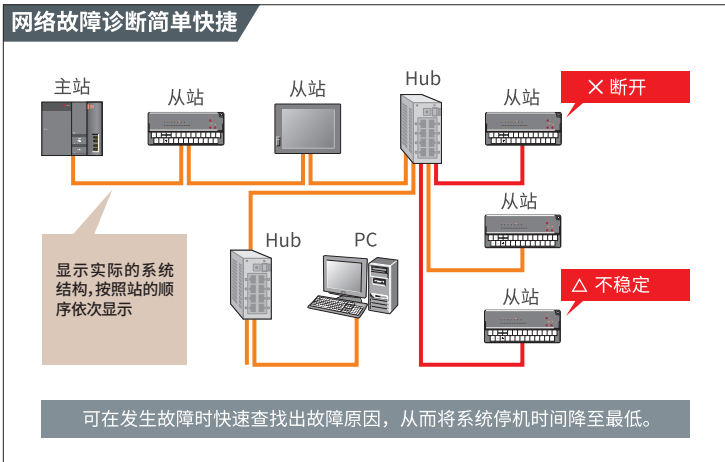 网络故障诊断简单快捷
主站
从站
从站
Hub
从站
断开
从站
显示实际的系统
结构，按照站的顺
序依次显示
Hub
PC
从站
△ 不稳定
可在发生故障时快速查找出故障原因，从而将系统停机时间降至最低。